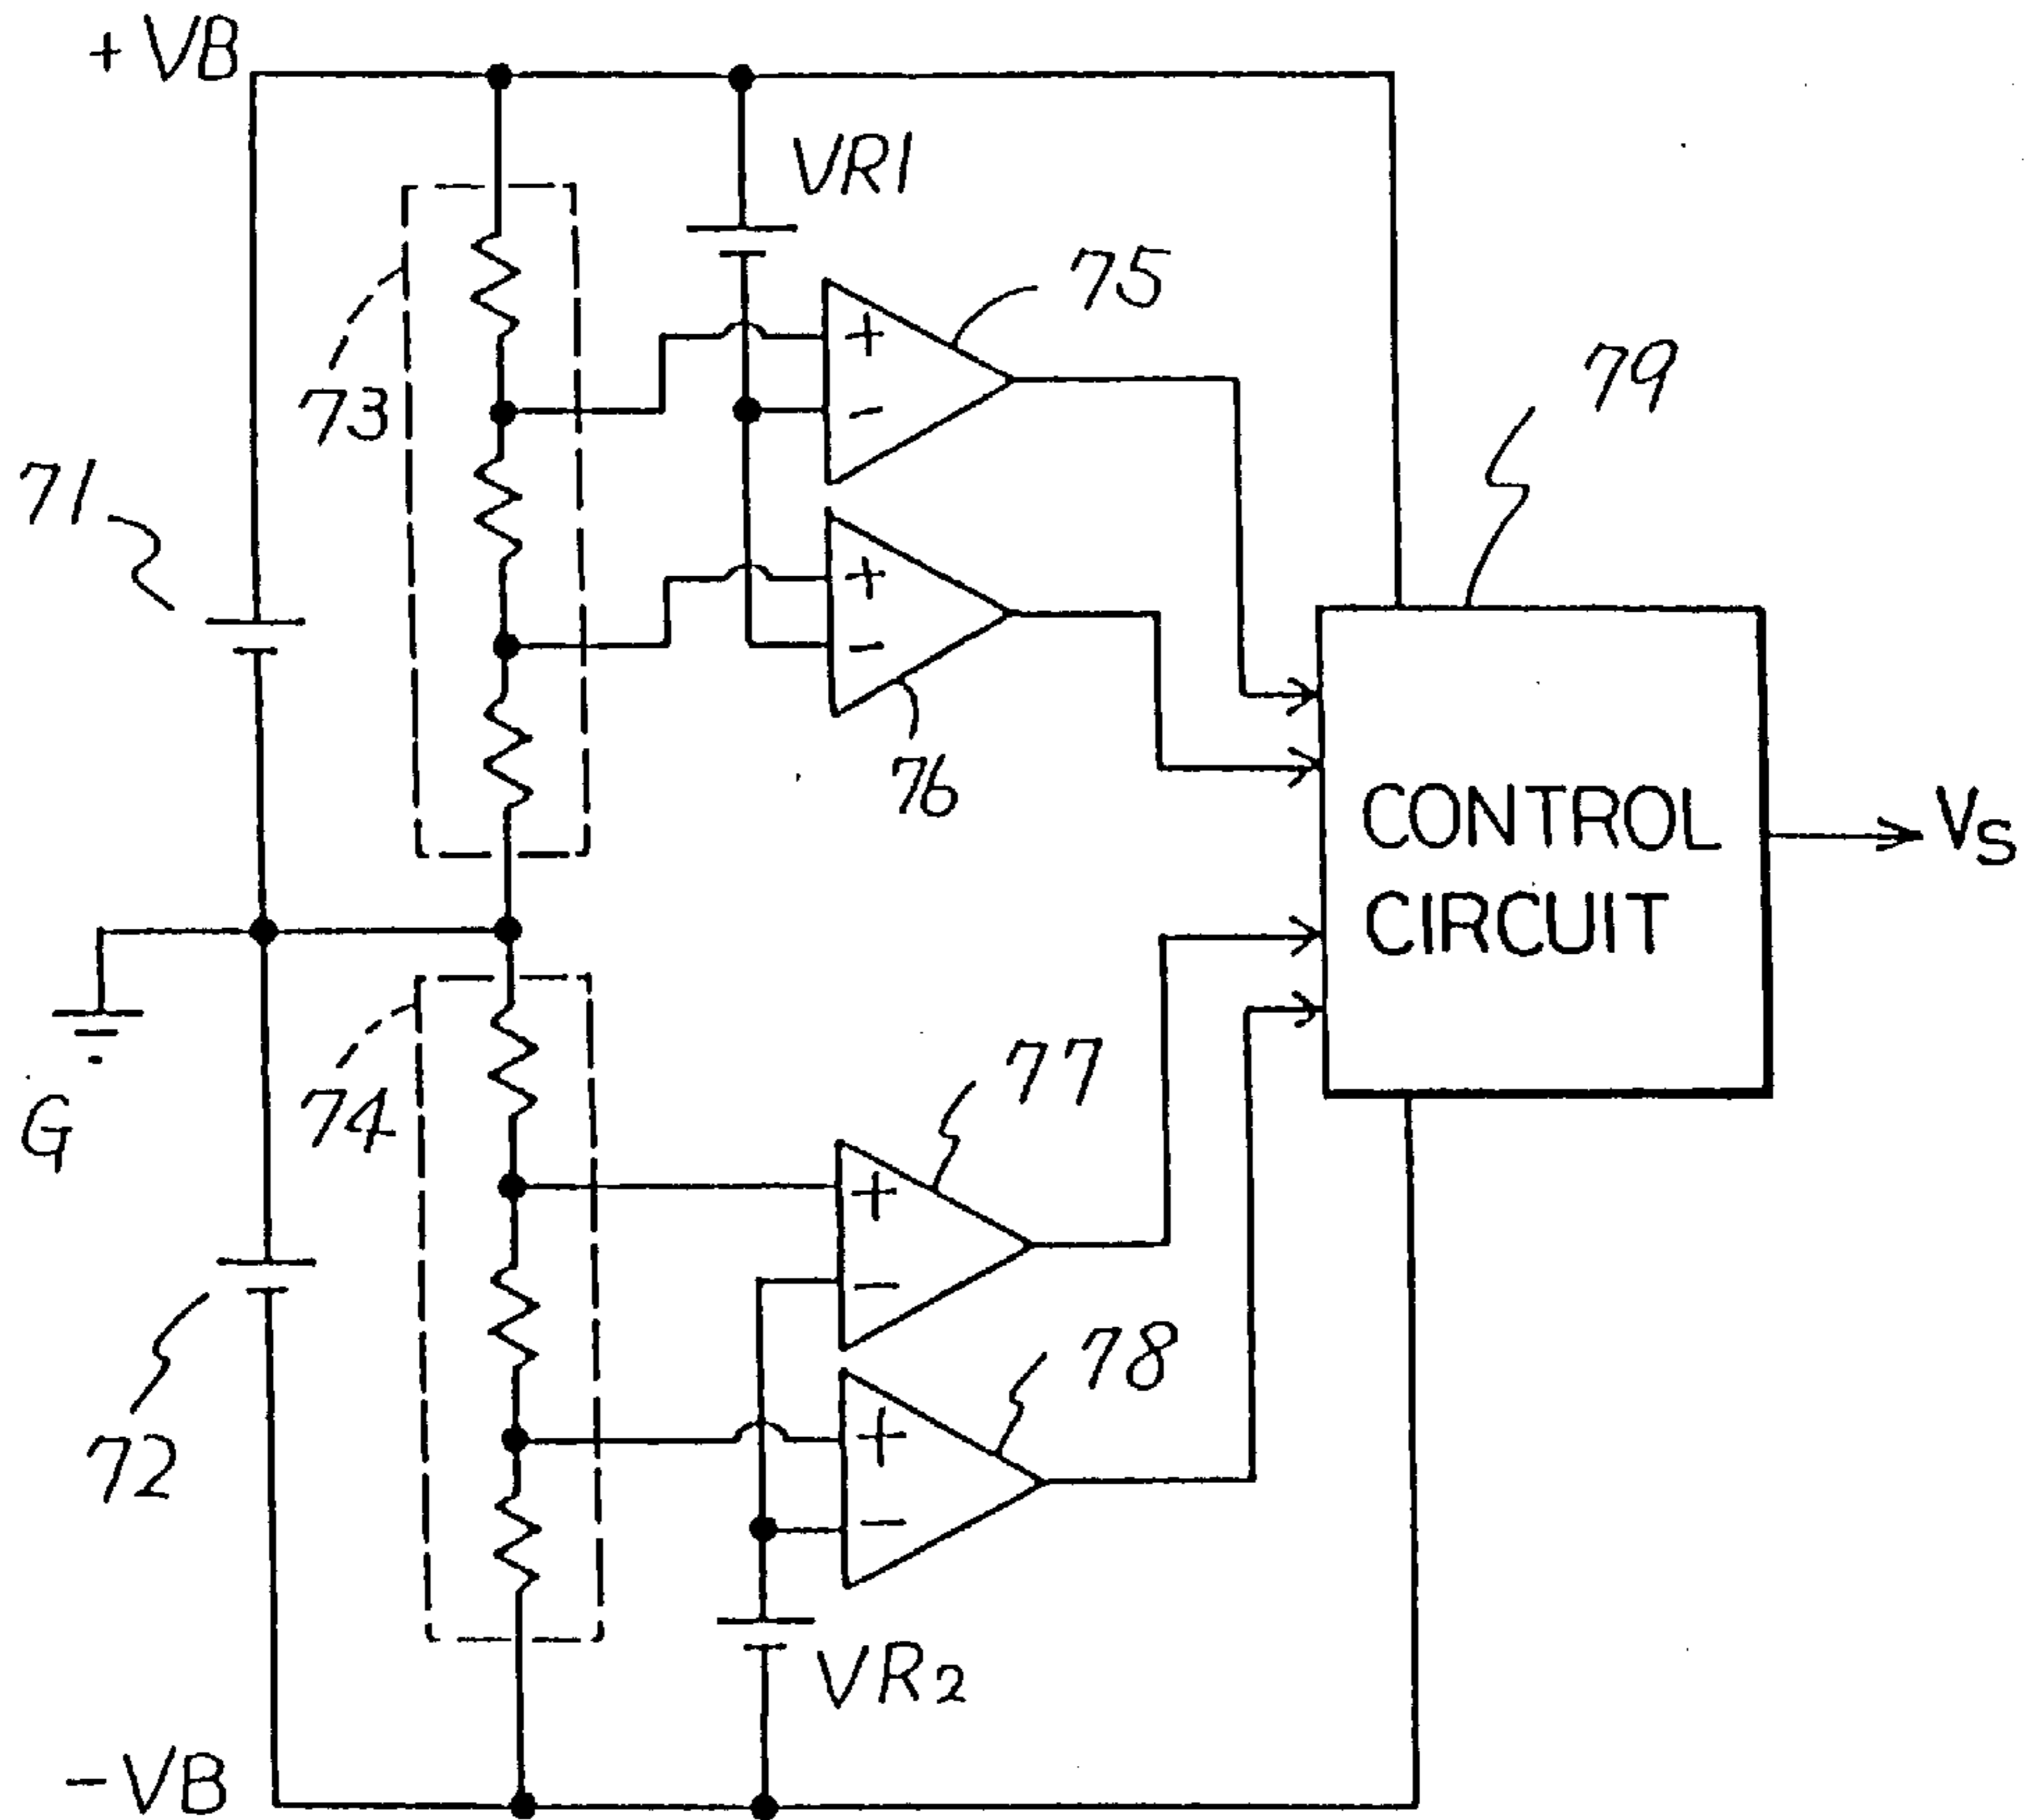 + VB
VR1
75
79
73
71
+
-
+
-
76
CONTROL
CIRCUIT
Vs
G
74
77
+
-
78
72
+
-
VR2
- VB